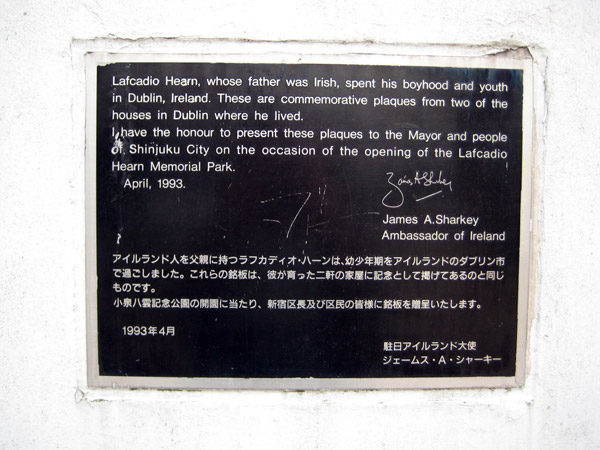 Lafcadio Hearn, whose father was Irish, spent his boyhood and youth
in Dublin, Ireland. These are commemorative plaques from two of the
houses in Dublin where he lived.
I have the honour to present these plaques to the Mayor and people
of Shinjuku City on the occasion of the opening of the Lafcadio
Hearn Memorial Park.
April, 1993.
James A Sharkey
James A.Sharkey
Ambassador of Ireland
アイルランド人を父親に持つラフカディオ・ハーンは、幼少年期をアイルランドのダブリン市
で過ごしました。これらの銘板は、彼が育った二軒の家屋に記念として掲げてあるのと同じ
ものです。
小泉八雲記念公園の開園に当たり、新宿区長及び区民の皆様に銘板を贈呈いたします。
1993年4月
駐日アイルランド大使
ジェームス・A・シャーキー